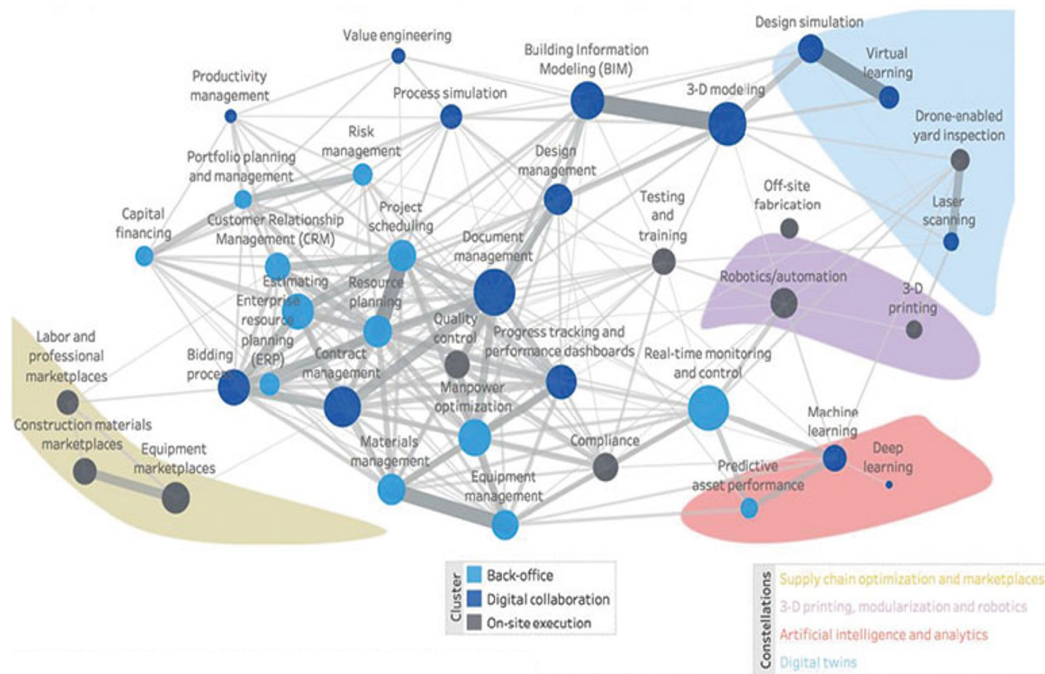 Design simulation
Value engineering
Building Information
Modeling (BIM)
Virtual
learning
Productivity
management
Process simulation
3-D modeling
Drone-enabled
yard inspection
Risk
management
Portfolio planning
and management
Design
management
Testing
and
training
Off-site
fabrication
Laser
scanning
Capital
financing
Customer Relationship
Management (CRM)
Project
scheduling
Document
management
Estimating
Resource
planning
Robotics/automation
3-D
printing
Enterprise
resource
planning
(ERP)
Quality
control
Progress tracking and
performance dashboards
Real-time monitoring
and control
Labor and
professional
marketplaces
Bidding
process
Contract
management
Manpower
optimization
Construction materials
marketplaces
Equipment
marketplaces
Materials
management
Compliance
Machine
learning
Deep
learning
Equipment
management
Predictive
asset performance
Cluster
Back-office
Digital collaboration
On-site execution
Constellations
Supply chain optimization and marketplaces
3-D printing, modularization and robotics
Artificial intelligence and analytics
Digital twins